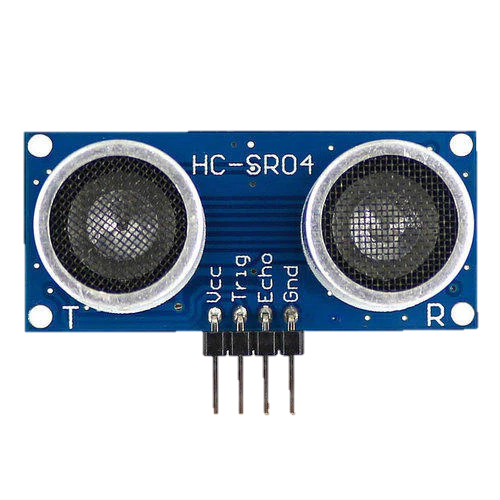 HC-SR04
Vcc
Trig
Echo
Gnd
T
R